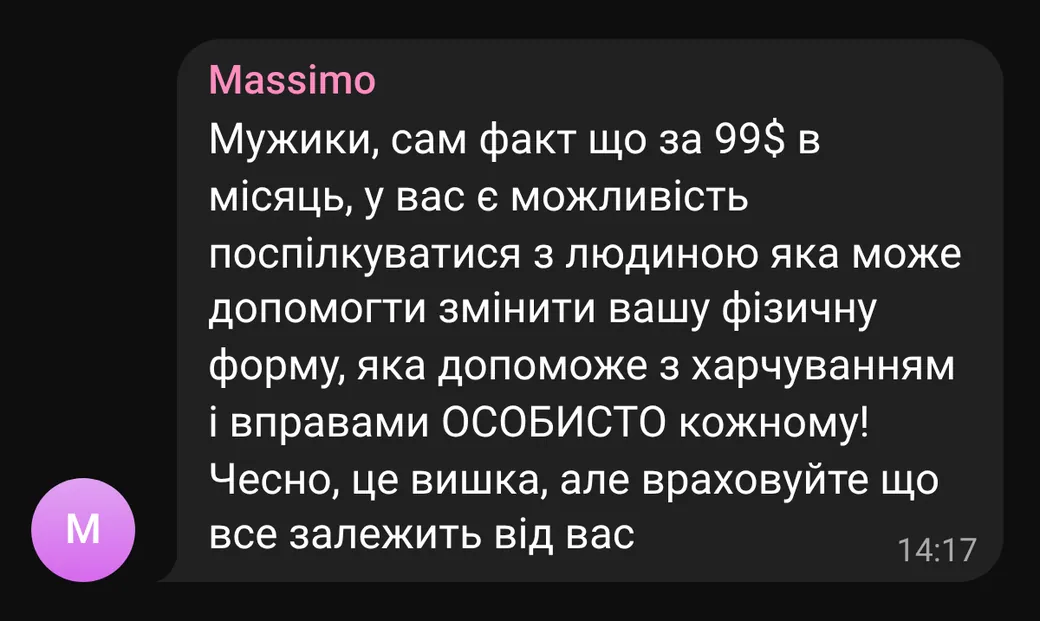 Massimo
Мужики, сам факт що за 99$ в
місяць, у вас є можливість
поспілкуватися з людиною яка може
допомогти змінити вашу фізичну
форму, яка допоможе з харчуванням
і вправами ОСОБИСТО кожному!
Чесно, це вишка, але враховуйте що
все залежить від вас
14:17
M